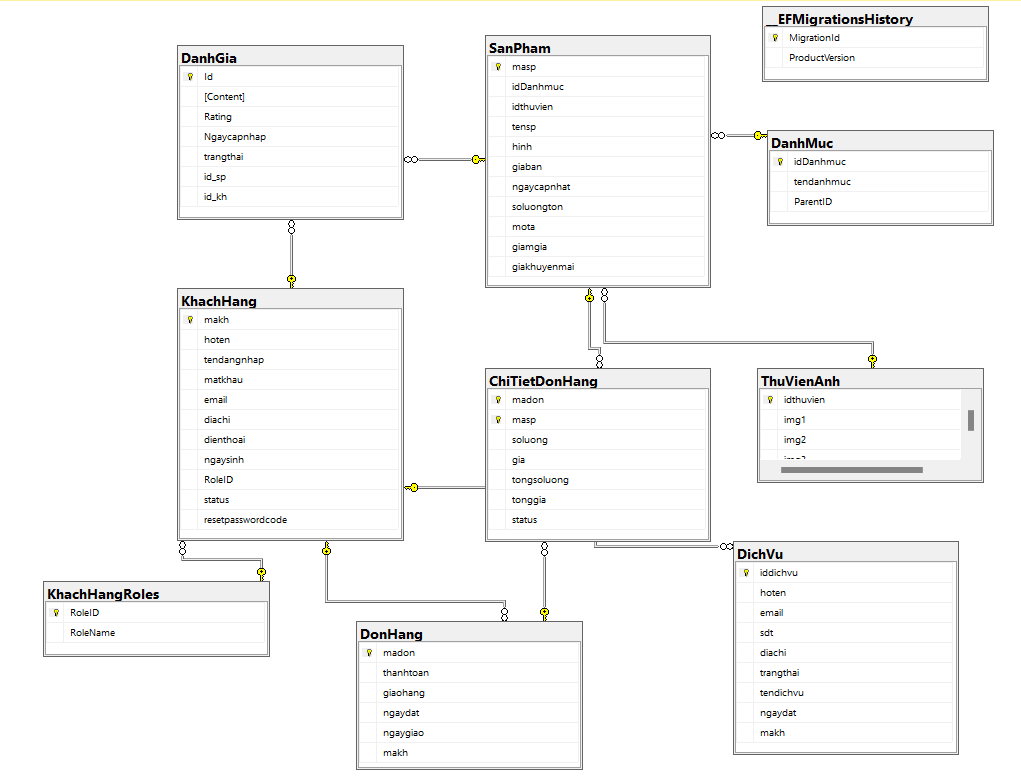 __EFMigrationsHistory
MigrationId
ProductVersion
DanhGia
Id
[Content]
Rating
Ngaycapnhap
trangthai
id_sp
id_kh
SanPham
masp
idDanhmuc
idthuvien
tensp
hinh
giaban
ngaycapnhat
soluongton
mota
giamgia
giakhuyenmai
DanhMuc
idDanhmuc
tendanhmuc
ParentID
KhachHang
makh
hoten
tendangnhap
matkhau
email
diachi
dienthoai
ngaysinh
RoleID
status
resetpasswordcode
ChiTietDonHang
madon
masp
soluong
gia
tongsoluong
tonggia
status
ThuVienAnh
idthuvien
img1
img2
KhachHangRoles
RoleID
RoleName
DonHang
madon
thanhtoan
giaohang
ngaydat
ngaygiao
makh
DichVu
iddichvu
hoten
email
sdt
diachi
trangthai
tendichvu
ngaydat
makh